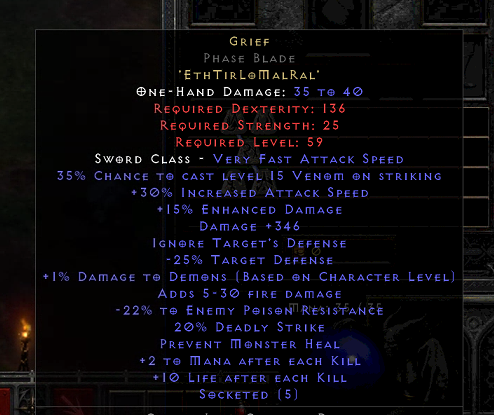 Grief
Phase Blade
'EthTirLoMalRal'
One-Hand Damage: 35 to 40
Required Dexterity: 136
Required Strength: 25
Required Level: 59
Sword Class - Very Fast Attack Speed
35% Chance to cast level 15 Venom on striking
+30% Increased Attack Speed
+15% Enhanced Damage
Damage +346
Ignore Target's Defense
-25% Target Defense
+1% Damage to Demons (Based on Character Level)
Adds 5-30 fire damage
-22% to Enemy Poison Resistance
20% Deadly Strike
Prevent Monster Heal
+2 to Mana after each Kill
+10 Life after each Kill
Socketed (5)